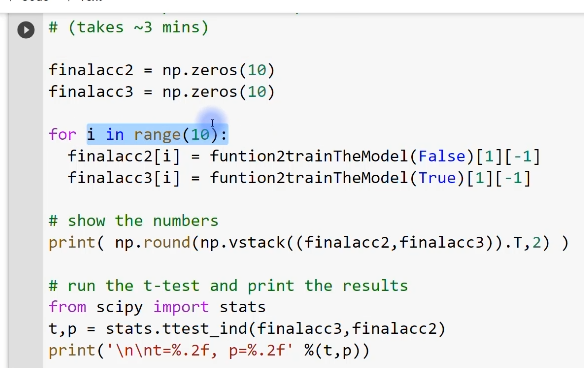 # (takes ~3 mins)
finalacc2 = np.zeros(10)
finalacc3 = np.zeros(10)
for i in range(10):
  finalacc2[i] = funtion2trainTheModel(False)[1][-1]
  finalacc3[i] = funtion2trainTheModel(True)[1][-1]
# show the numbers
print( np.round(np.vstack((finalacc2,finalacc3)).T,2) )
# run the t-test and print the results
from scipy import stats
t,p = stats.ttest_ind(finalacc3,finalacc2)
print('\n\nt=%.2f, p=%.2f' %(t,p))